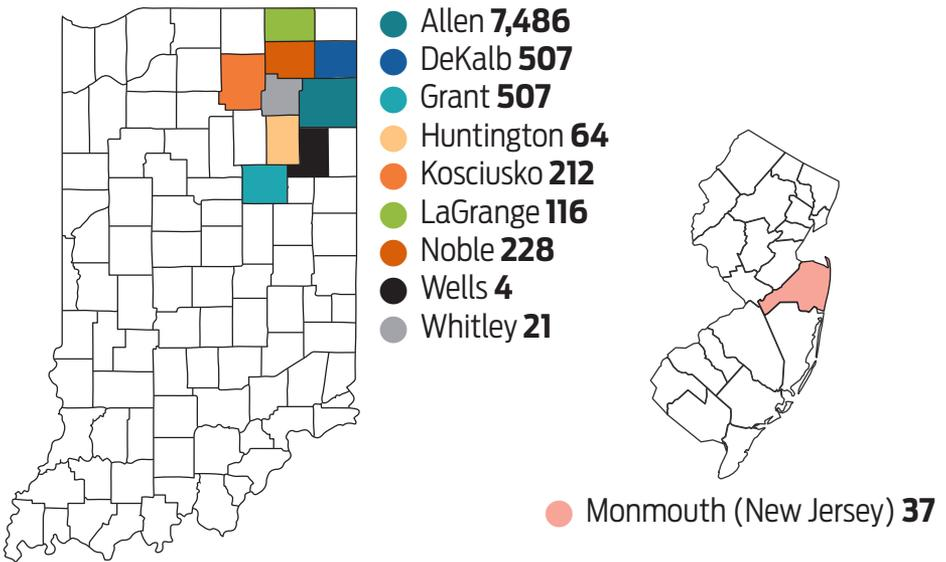 Allen 7,486
DeKalb 507
Grant 507
Huntington 64
Kosciusko 212
LaGrange 116
Noble 228
Wells 4
Whitley 21
Monmouth (New Jersey) 37